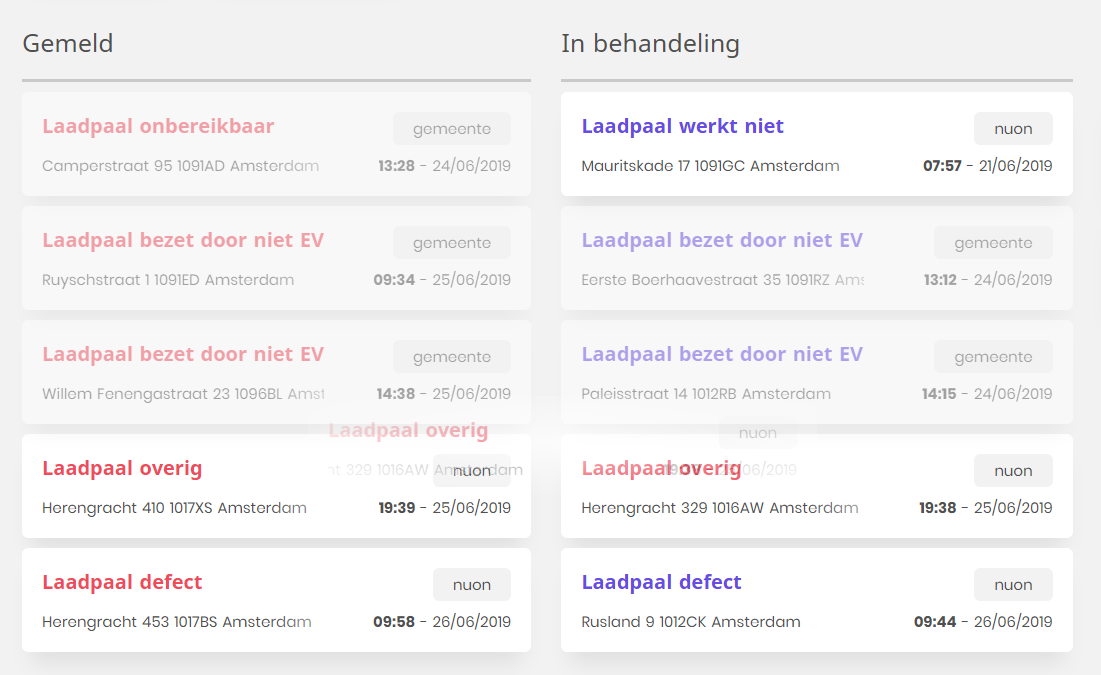 Gemeld
Laadpaal onbereikbaar
gemeente
Camperstraat 95 1091AD Amsterdam
13:28 - 24/06/2019
Laadpaal bezet door niet EV
gemeente
Ruyschstraat 1 1091ED Amsterdam
09:34 - 25/06/2019
Laadpaal bezet door niet EV
gemeente
Willem Fenengastraat 23 1096BL Amst
14:38 - 25/06/2019
Laadpaal overig
nuon
Herengracht 410 1017XS Amsterdam
19:39 - 25/06/2019
Laadpaal defect
nuon
Herengracht 453 1017BS Amsterdam
09:58 - 26/06/2019
Laadpaal overig
nuon
329 1016AW Amsterdam
In behandeling
Laadpaal werkt niet
nuon
Mauritskade 17 1091GC Amsterdam
07:57 - 21/06/2019
Laadpaal bezet door niet EV
gemeente
Eerste Boerhaavestraat 35 1091RZ Ams
13:12 - 24/06/2019
Laadpaal bezet door niet EV
gemeente
Paleisstraat 14 1012RB Amsterdam
14:15 - 24/06/2019
Laadpaal overig
nuon
Herengracht 329 1016AW Amsterdam
19:38 - 25/06/2019
Laadpaal defect
nuon
Rusland 9 1012CK Amsterdam
09:44 - 26/06/2019